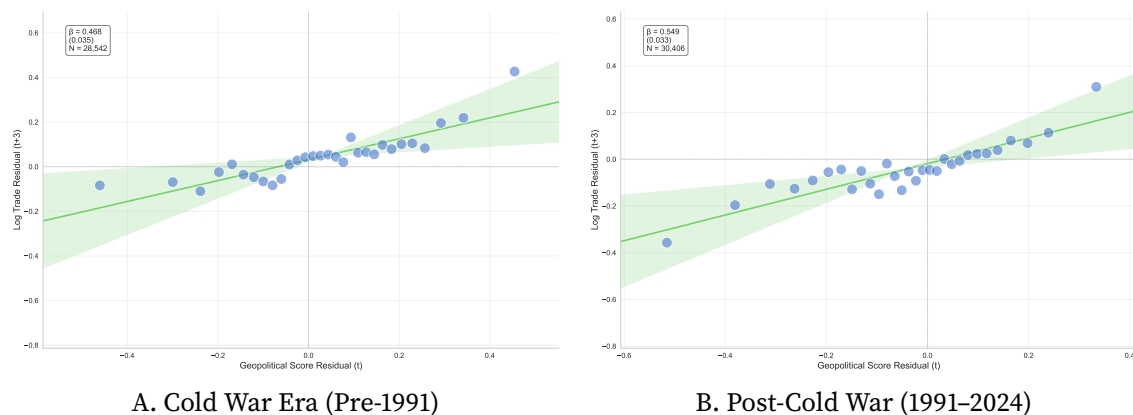 β = 0.468
(0.035)
N = 28,542
Log Trade Residual (t+3)
0.6
0.4
0.2
0.0
−0.2
−0.4
−0.6
−0.8
−0.4
−0.2
0.0
0.2
0.4
Geopolitical Score Residual (t)
A. Cold War Era (Pre-1991)
β = 0.549
(0.033)
N = 30,406
Log Trade Residual (t+3)
0.6
0.4
0.2
0.0
−0.2
−0.4
−0.6
−0.8
−0.6
−0.4
−0.2
0.0
0.2
0.4
Geopolitical Score Residual (t)
B. Post-Cold War (1991–2024)